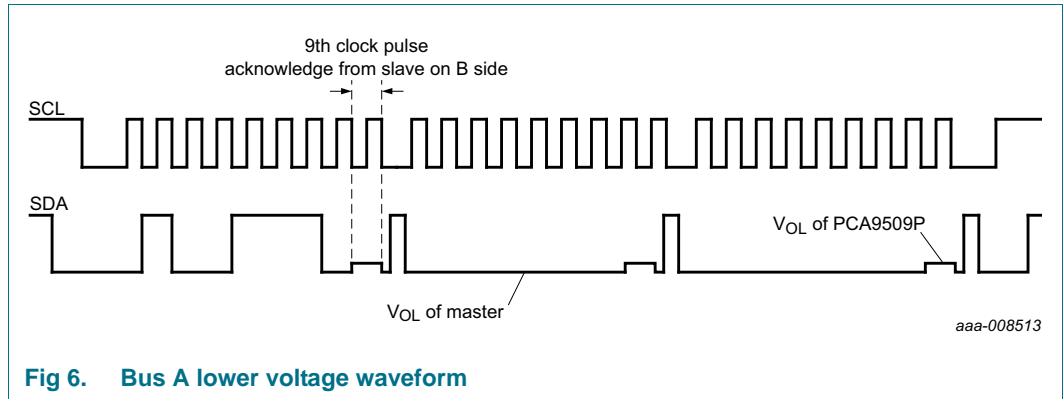 9th clock pulse
acknowledge from slave on B side
SCL
SDA
VOL of PCA9509P
VOL of master
aaa-008513
Fig 6. Bus A lower voltage waveform